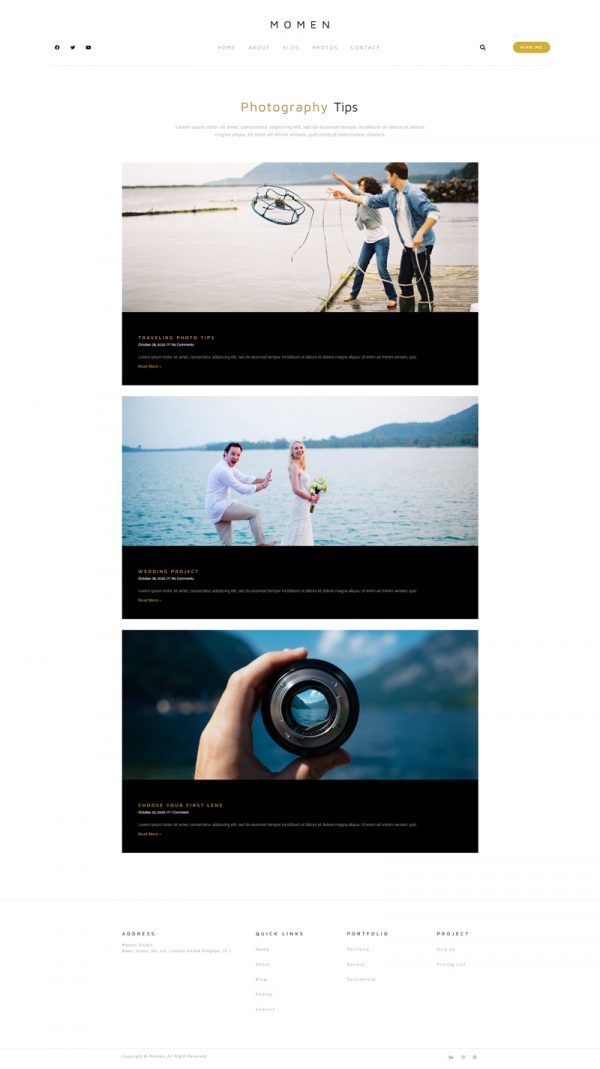 MOMEN
HOME ABOUT BLOG PHOTOS CONTACT
HIRE ME
Photography Tips
Lorem ipsum dolor sit amet, consectetur adipiscing elit, sed do eiusmod tempor incididunt ut labore et dolore
magna aliqua. Ut enim ad minim veniam, quis nostrud exercitation ullamco.
TRAVELING PHOTO TIPS
October 28, 2020 /// No Comments
Lorem ipsum dolor sit amet, consectetur adipiscing elit, sed do eiusmod tempor incididunt ut labore et dolore magna aliqua. Ut enim ad minim veniam, quis
Read More »
WEDDING PROJECT
October 28, 2020 /// No Comments
Lorem ipsum dolor sit amet, consectetur adipiscing elit, sed do eiusmod tempor incididunt ut labore et dolore magna aliqua. Ut enim ad minim veniam, quis
Read More »
CHOOSE YOUR FIRST LENS
October 25, 2020 /// 1 Comment
Lorem ipsum dolor sit amet, consectetur adipiscing elit, sed do eiusmod tempor incididunt ut labore et dolore magna aliqua. Ut enim ad minim veniam, quis
Read More »
ADDRESS
Momen Studio
Baker Street, No. 212, London United Kingdom.
QUICK LINKS
Home
About
Blog
Photos
Contact
PORTFOLIO
Portfolio
Gallery
Testimonial
PROJECT
Hire Us
Pricing List
Copyright © Momen. All Right Reserved